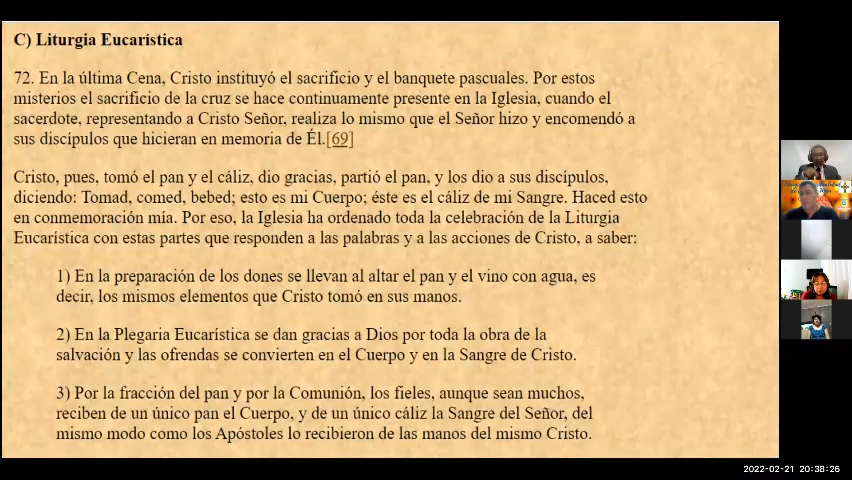 C) Liturgia Eucarística
72. En la última Cena, Cristo instituyó el sacrificio y el banquete pascuales. Por estos
misterios el sacrificio de la cruz se hace continuamente presente en la Iglesia, cuando el
sacerdote, representando a Cristo Señor, realiza lo mismo que el Señor hizo y encomendó a
sus discípulos que hicieran en memoria de Él.[69]
Cristo, pues, tomó el pan y el cáliz, dio gracias, partió el pan, y los dio a sus discípulos,
diciendo: Tomad, comed, bebed; esto es mi Cuerpo; éste es el cáliz de mi Sangre. Haced esto
en conmemoración mía. Por eso, la Iglesia ha ordenado toda la celebración de la Liturgia
Eucarística con estas partes que responden a las palabras y a las acciones de Cristo, a saber:
1) En la preparación de los dones se llevan al altar el pan y el vino con agua, es
decir, los mismos elementos que Cristo tomó en sus manos.
2) En la Plegaria Eucarística se dan gracias a Dios por toda la obra de la
salvación y las ofrendas se convierten en el Cuerpo y en la Sangre de Cristo.
3) Por la fracción del pan y por la Comunión, los fieles, aunque sean muchos,
reciben de un único pan el Cuerpo, y de un único cáliz la Sangre del Señor, del
mismo modo como los Apóstoles lo recibieron de las manos del mismo Cristo.
2022-02-21 20:38:26